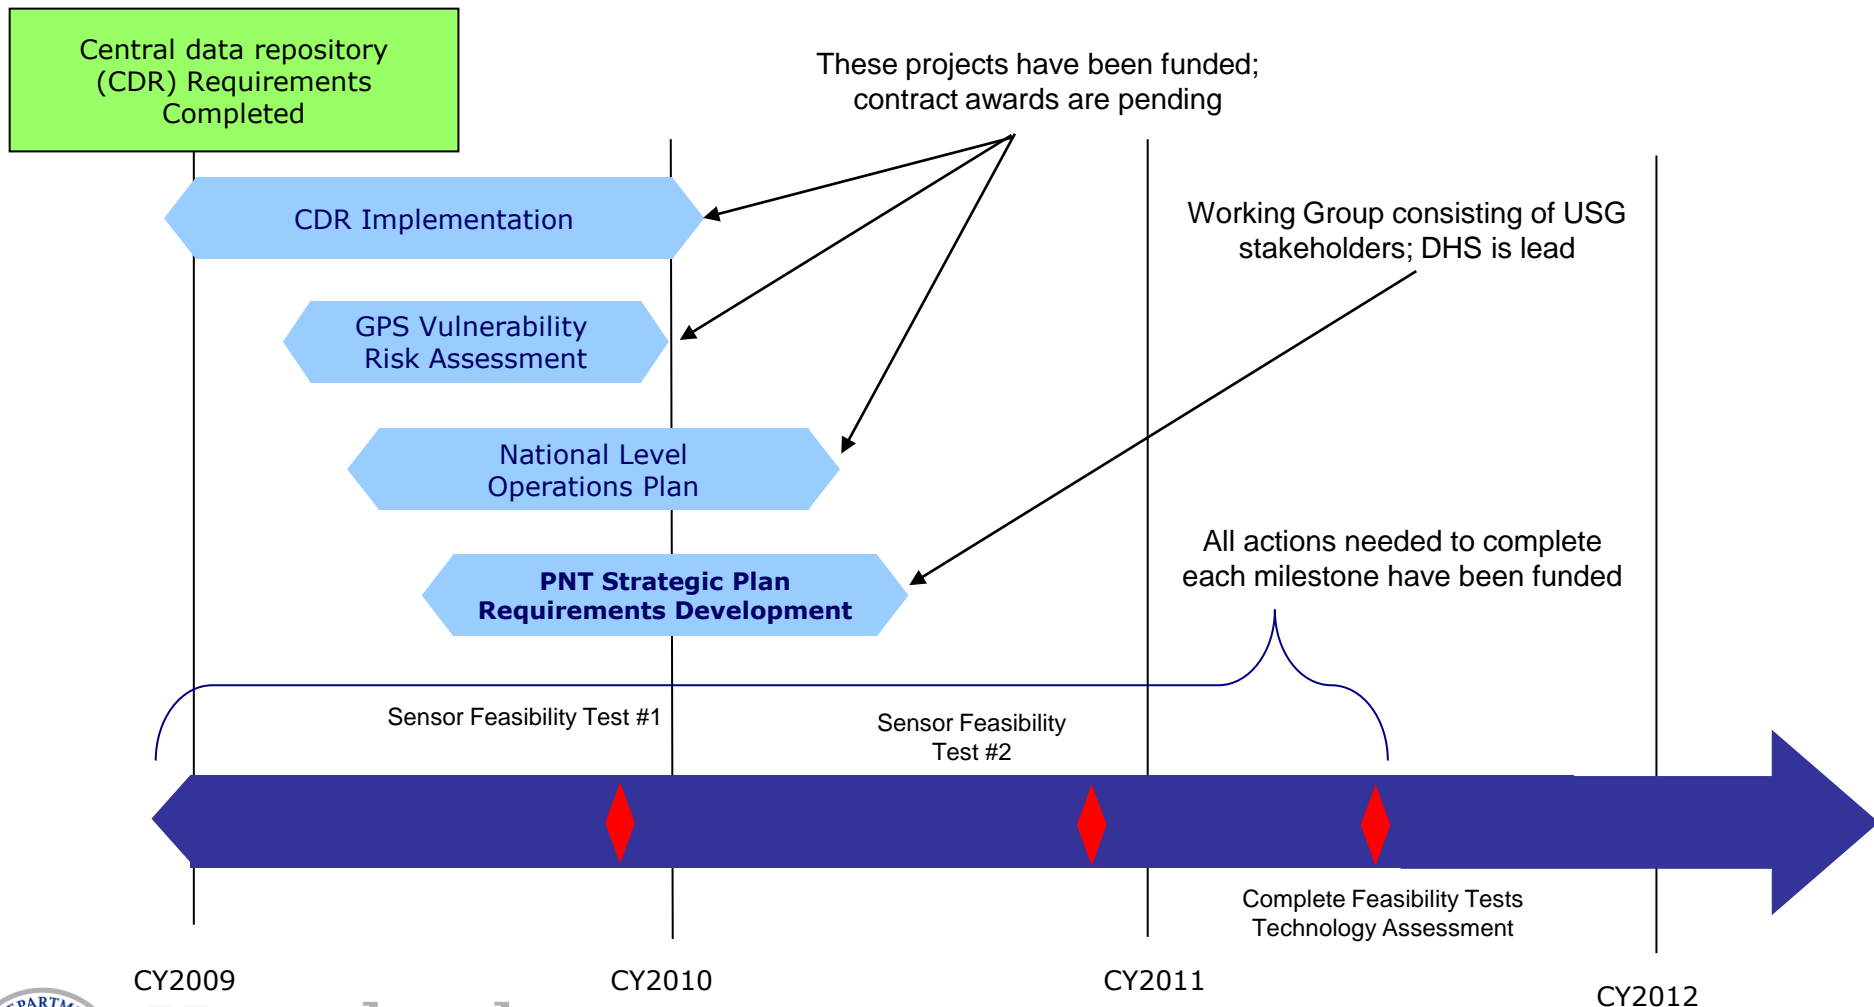 Central data repository
(CDR) Requirements
Completed
These projects have been funded;
contract awards are pending
CDR Implementation
Working Group consisting of USG
stakeholders; DHS is lead
GPS Vulnerability
Risk Assessment
National Level
Operations Plan
All actions needed to complete
each milestone have been funded
PNT Strategic Plan
Requirements Development
Sensor Feasibility Test #1
Sensor Feasibility
Test #2
Complete Feasibility Tests
Technology Assessment
CY2009
CY2010
CY2011
CY2012